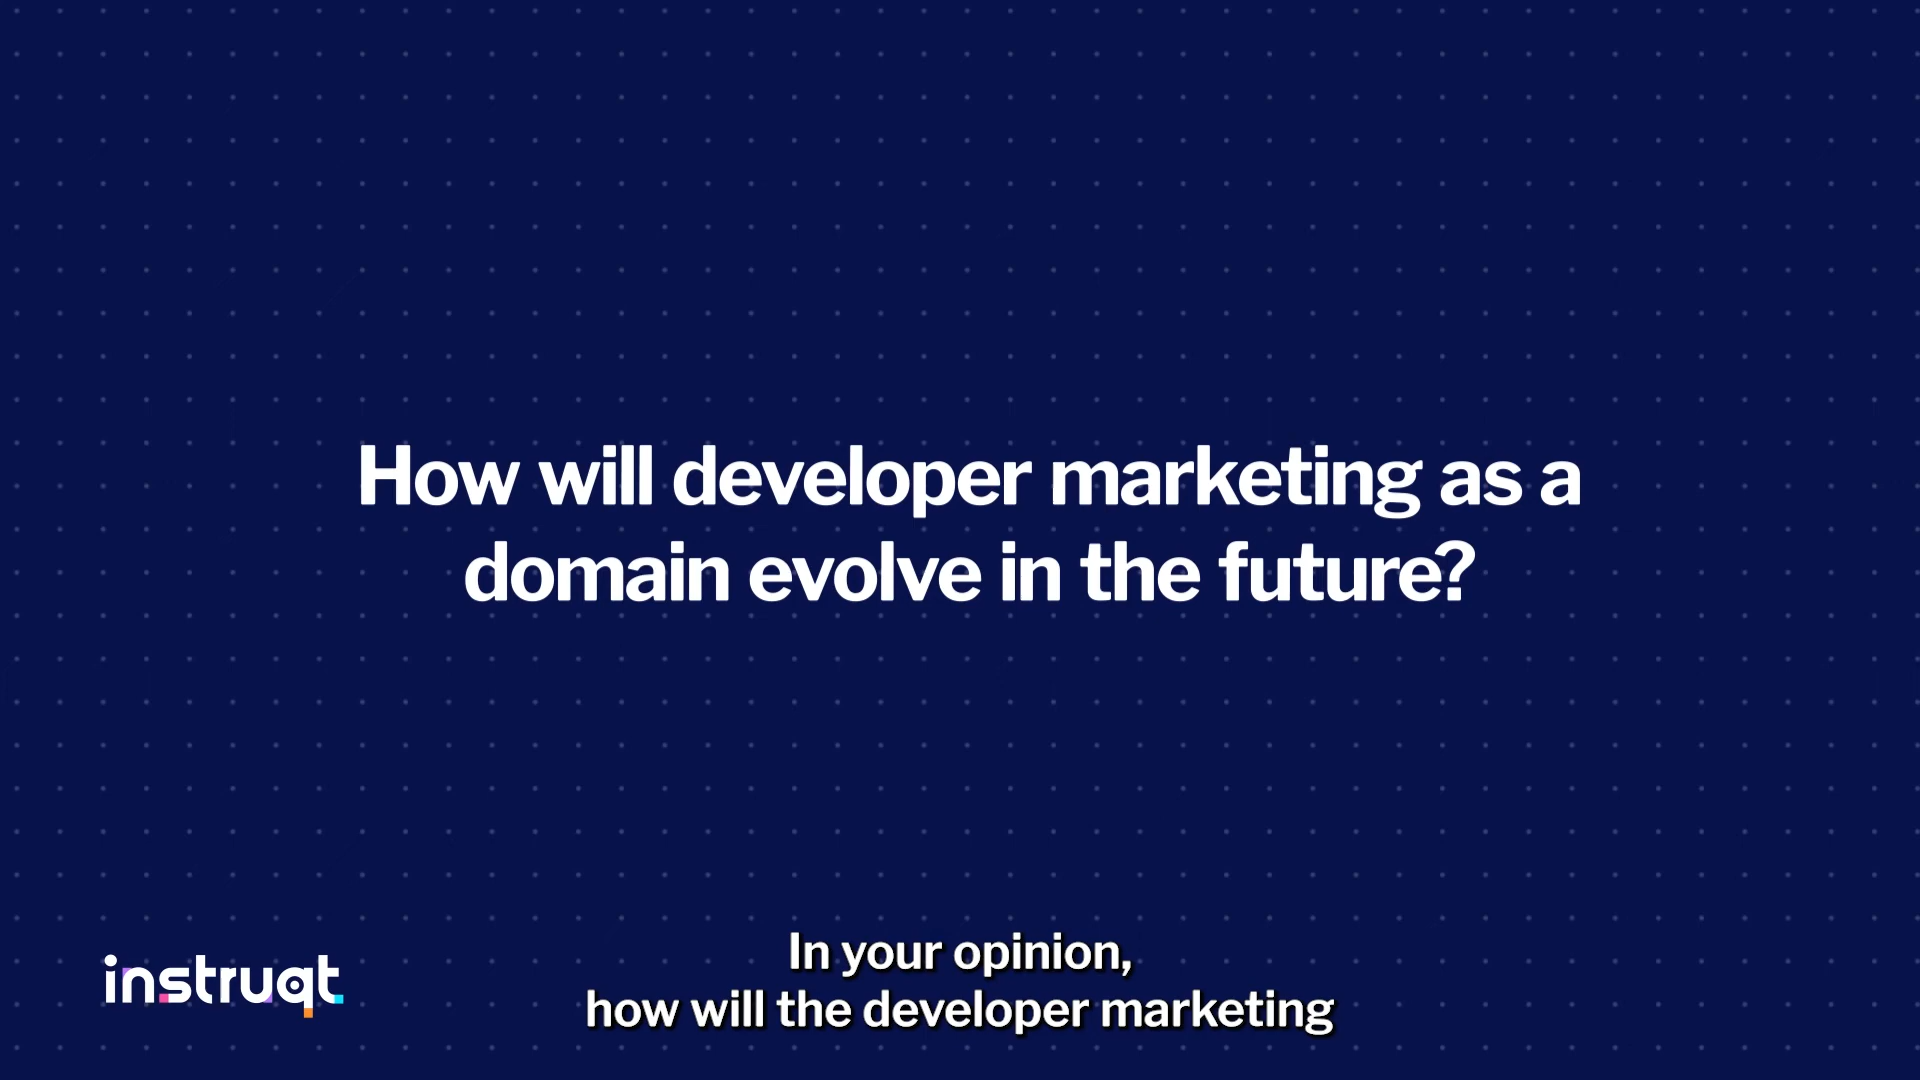 How will developer marketing as a
domain evolve in the future?
instruqt
In your opinion,
how will the developer marketing